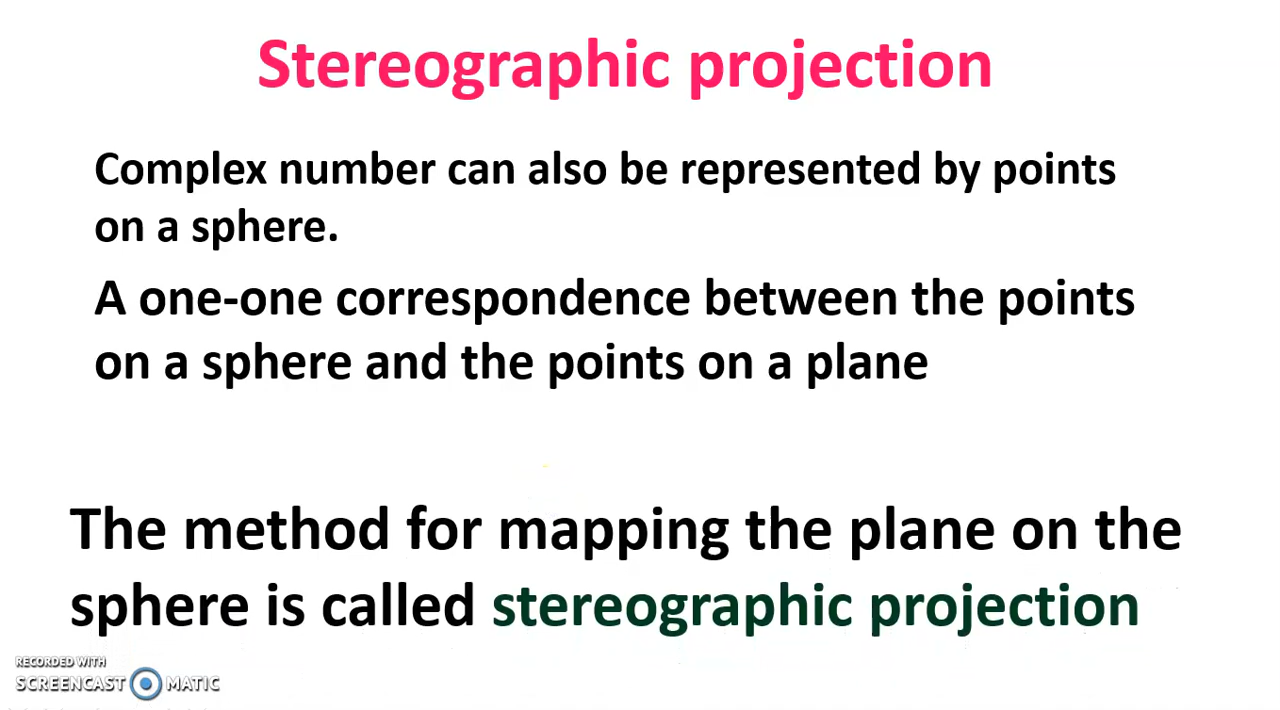 Stereographic projection
Complex number can also be represented by points
on a sphere.
A one-one correspondence between the points
on a sphere and the points on a plane
The method for mapping the plane on the
sphere is called stereographic projection
RECORDED WITH
SCREENCAST MATIC